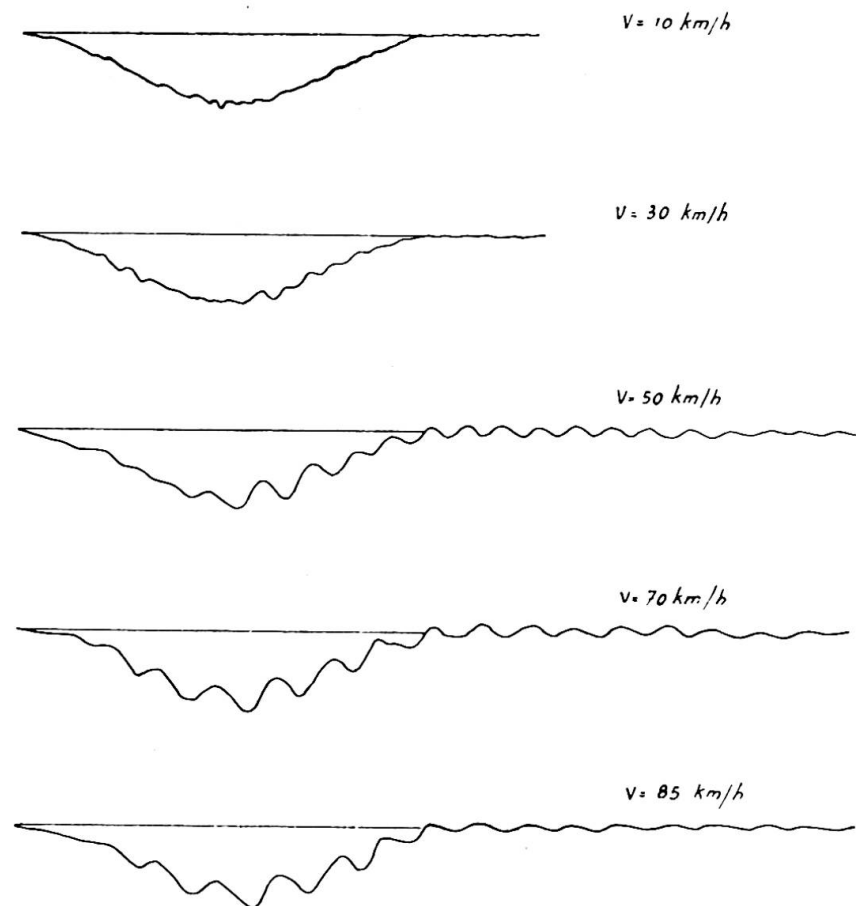 V = 10 km/h
V = 30 km/h
V = 50 km/h
V = 70 km/h
V = 85 km/h